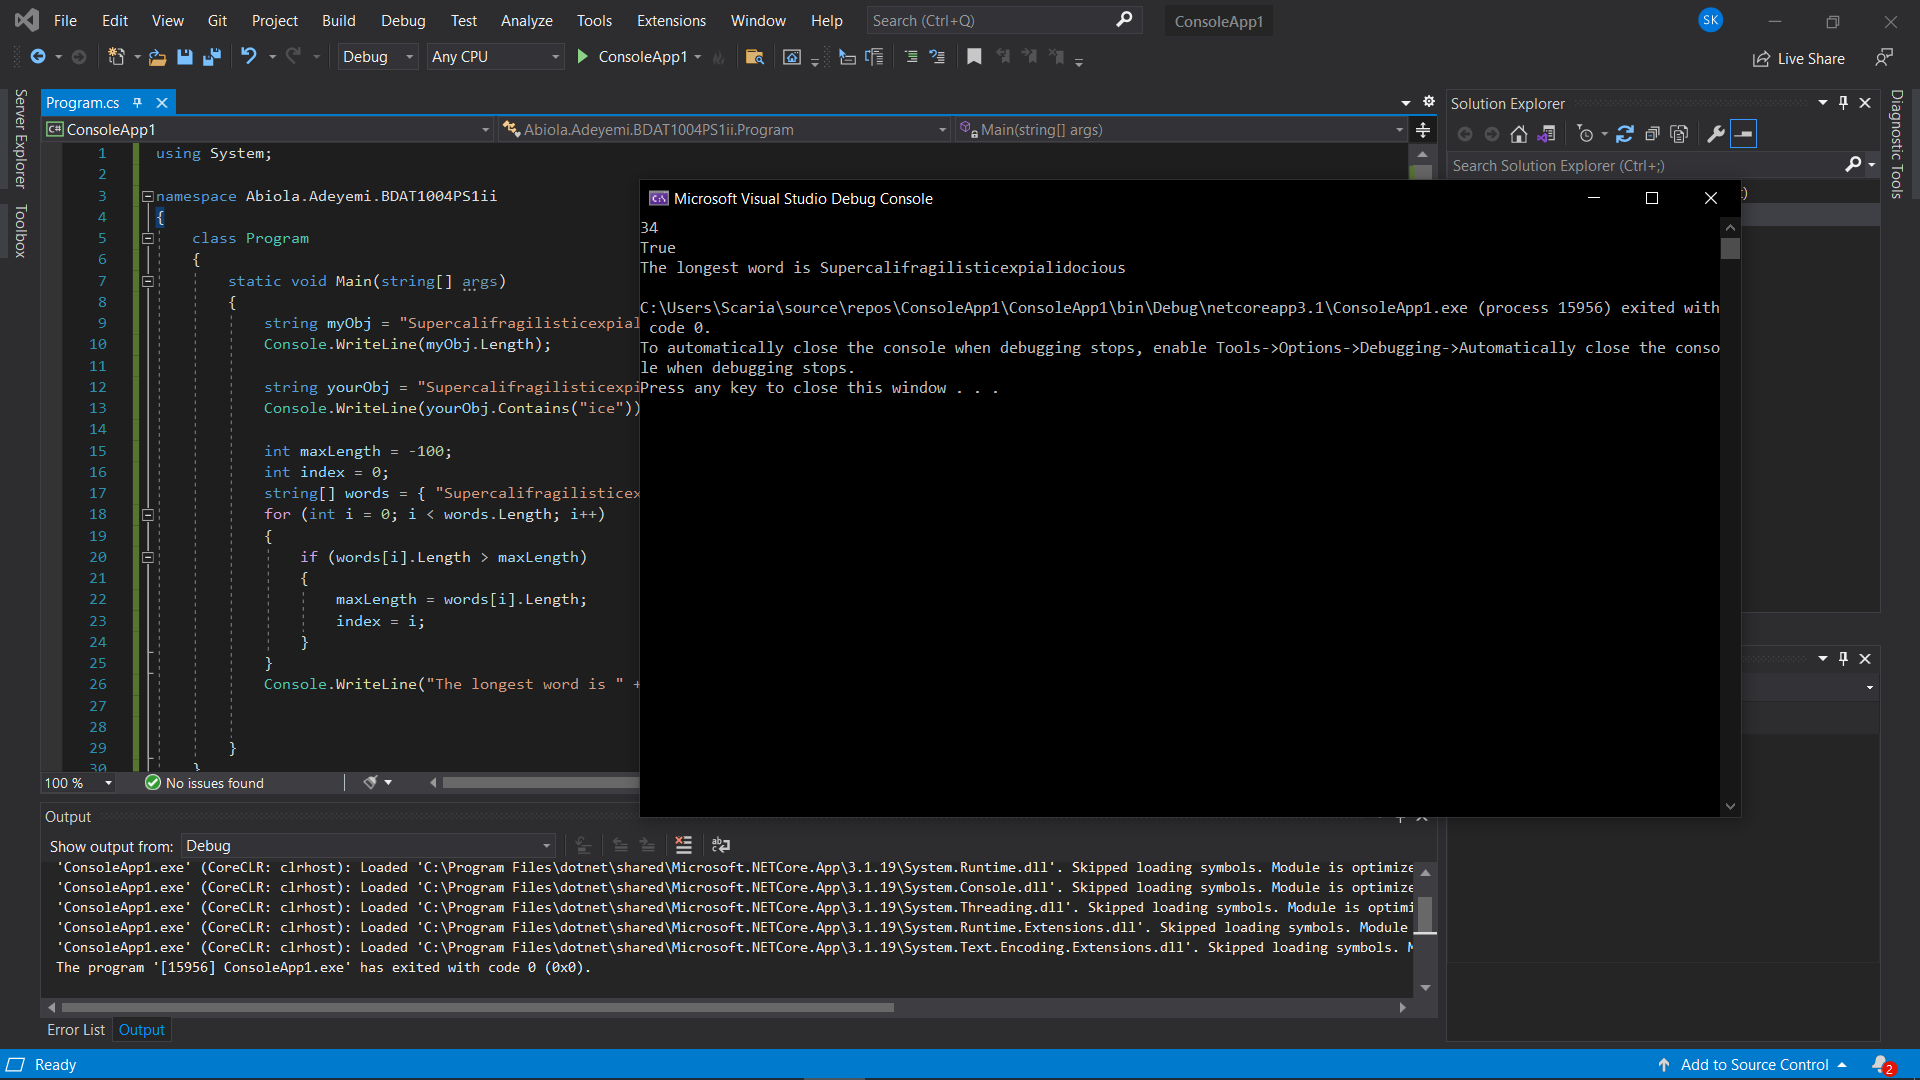 File Edit View Git Project Build Debug Test Analyze Tools Extensions Window Help Search (Ctrl+Q) ConsoleApp1 SK
Debug Any CPU ConsoleApp1 Live Share
Server Explorer
Toolbox
Program.cs
ConsoleApp1 Abiola.Adeyemi.BDAT1004PS1ii.Program Main(string[] args)
1 using System;
2
3 namespace Abiola.Adeyemi.BDAT1004PS1ii
4 {
5 class Program
6 {
7 static void Main(string[] args)
8 {
9 string myObj = "Supercalifragilisticexpial
10 Console.WriteLine(myObj.Length);
11
12 string yourObj = "Supercalifragilisticexpi
13 Console.WriteLine(yourObj.Contains("ice"))
14
15 int maxLength = -100;
16 int index = 0;
17 string[] words = { "Supercalifragilisticex
18 for (int i = 0; i < words.Length; i++)
19 {
20 if (words[i].Length > maxLength)
21 {
22 maxLength = words[i].Length;
23 index = i;
24 }
25 }
26 Console.WriteLine("The longest word is " +
27
28
29 }
30 }
100 % No issues found
Microsoft Visual Studio Debug Console
34
True
The longest word is Supercalifragilisticexpialidocious
C:\Users\Scaria\source\repos\ConsoleApp1\ConsoleApp1\bin\Debug\netcoreapp3.1\ConsoleApp1.exe (process 15956) exited with
code 0.
To automatically close the console when debugging stops, enable Tools->Options->Debugging->Automatically close the conso
le when debugging stops.
Press any key to close this window . . .
Solution Explorer
Search Solution Explorer (Ctrl+;)
Diagnostic Tools
Output
Show output from: Debug
'ConsoleApp1.exe' (CoreCLR: clrhost): Loaded 'C:\Program Files\dotnet\shared\Microsoft.NETCore.App\3.1.19\System.Runtime.dll'. Skipped loading symbols. Module is optimize
'ConsoleApp1.exe' (CoreCLR: clrhost): Loaded 'C:\Program Files\dotnet\shared\Microsoft.NETCore.App\3.1.19\System.Console.dll'. Skipped loading symbols. Module is optimize
'ConsoleApp1.exe' (CoreCLR: clrhost): Loaded 'C:\Program Files\dotnet\shared\Microsoft.NETCore.App\3.1.19\System.Threading.dll'. Skipped loading symbols. Module is optimi
'ConsoleApp1.exe' (CoreCLR: clrhost): Loaded 'C:\Program Files\dotnet\shared\Microsoft.NETCore.App\3.1.19\System.Runtime.Extensions.dll'. Skipped loading symbols. Module
'ConsoleApp1.exe' (CoreCLR: clrhost): Loaded 'C:\Program Files\dotnet\shared\Microsoft.NETCore.App\3.1.19\System.Text.Encoding.Extensions.dll'. Skipped loading symbols. M
The program '[15956] ConsoleApp1.exe' has exited with code 0 (0x0).
Error List Output
Ready Add to Source Control 2